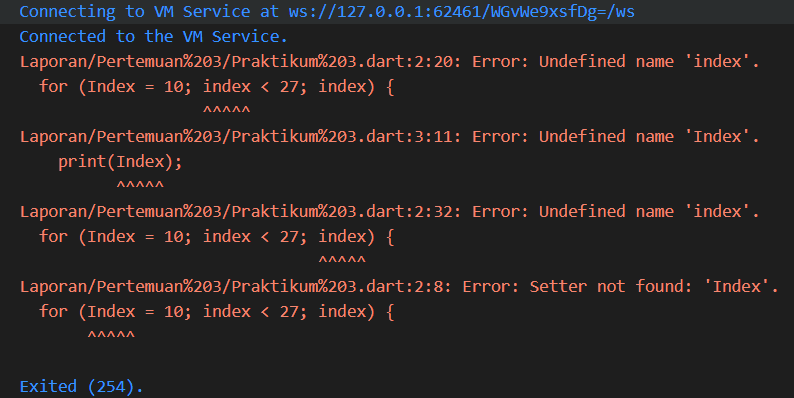 Connecting to VM Service at ws://127.0.0.1:62461/WGvWe9xsfDg=/ws
Connected to the VM Service.
Laporan/Pertemuan%203/Praktikum%203.dart:2:20: Error: Undefined name 'index'.
  for (Index = 10; index < 27; index) {
                   ^^^^^
Laporan/Pertemuan%203/Praktikum%203.dart:3:11: Error: Undefined name 'Index'.
    print(Index);
          ^^^^^
Laporan/Pertemuan%203/Praktikum%203.dart:2:32: Error: Undefined name 'index'.
  for (Index = 10; index < 27; index) {
                               ^^^^^
Laporan/Pertemuan%203/Praktikum%203.dart:2:8: Error: Setter not found: 'Index'.
  for (Index = 10; index < 27; index) {
       ^^^^^
Exited (254).